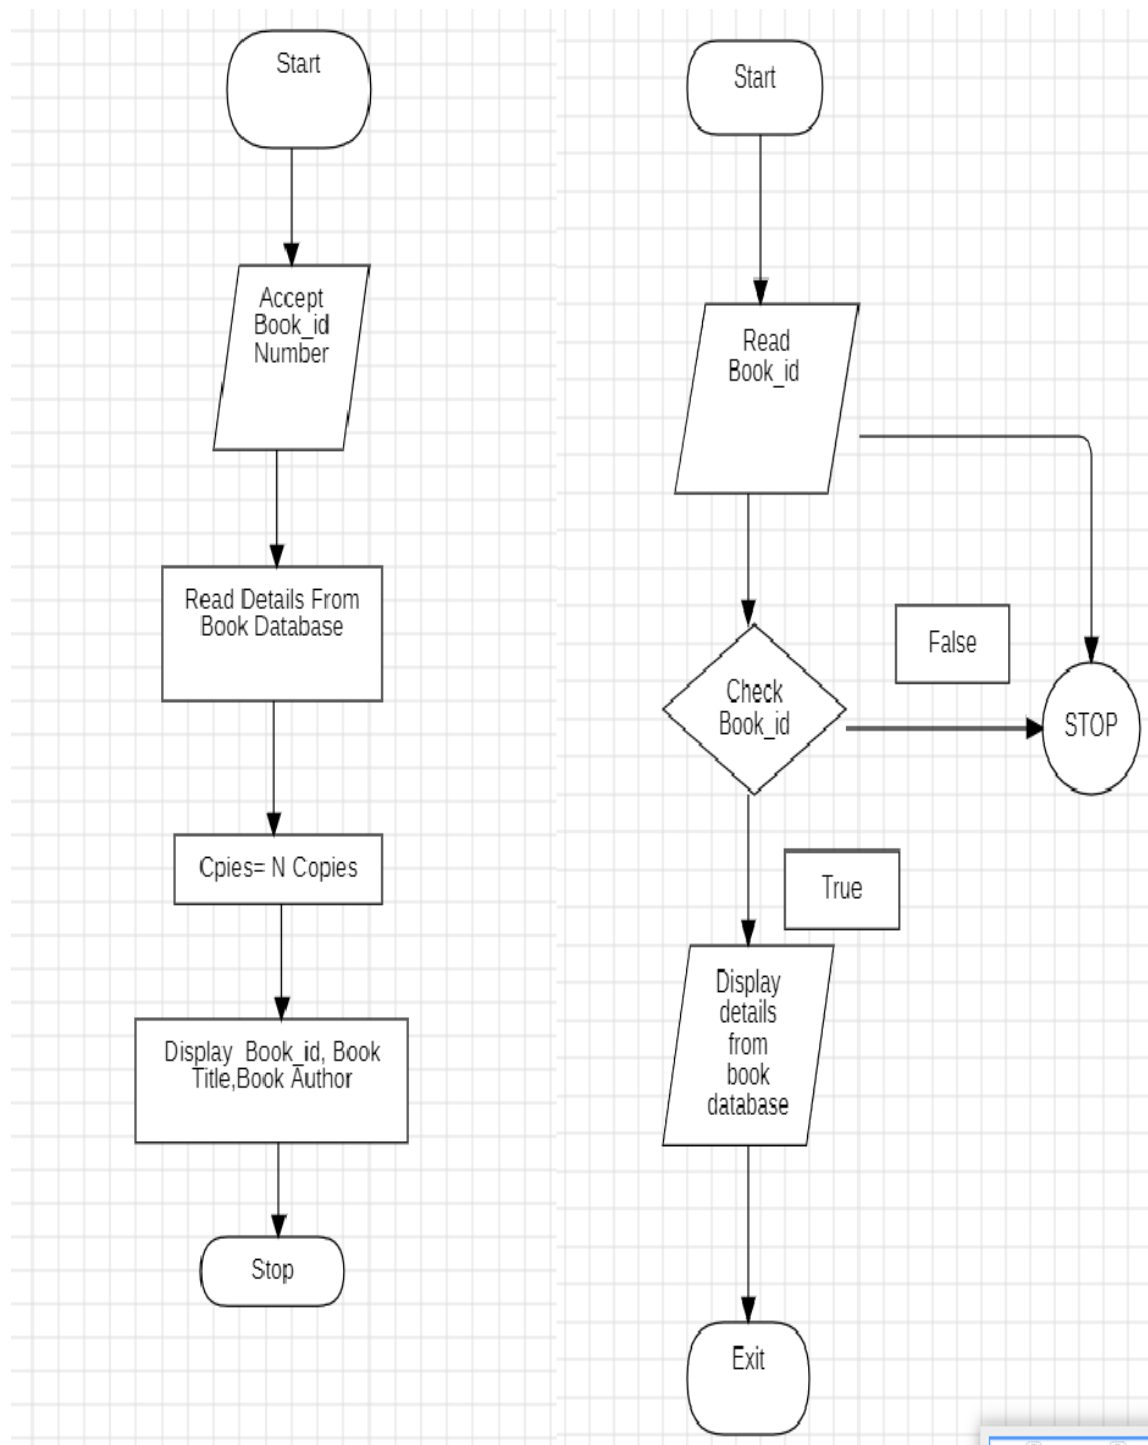 Start
Accept
Book_id
Number
Read Details From
Book Database
Cpies= N Copies
Display  Book_id, Book
Title,Book Author
Stop
Start
Read
Book_id
Check
Book_id
False
STOP
True
Display
details
from
book
database
Exit